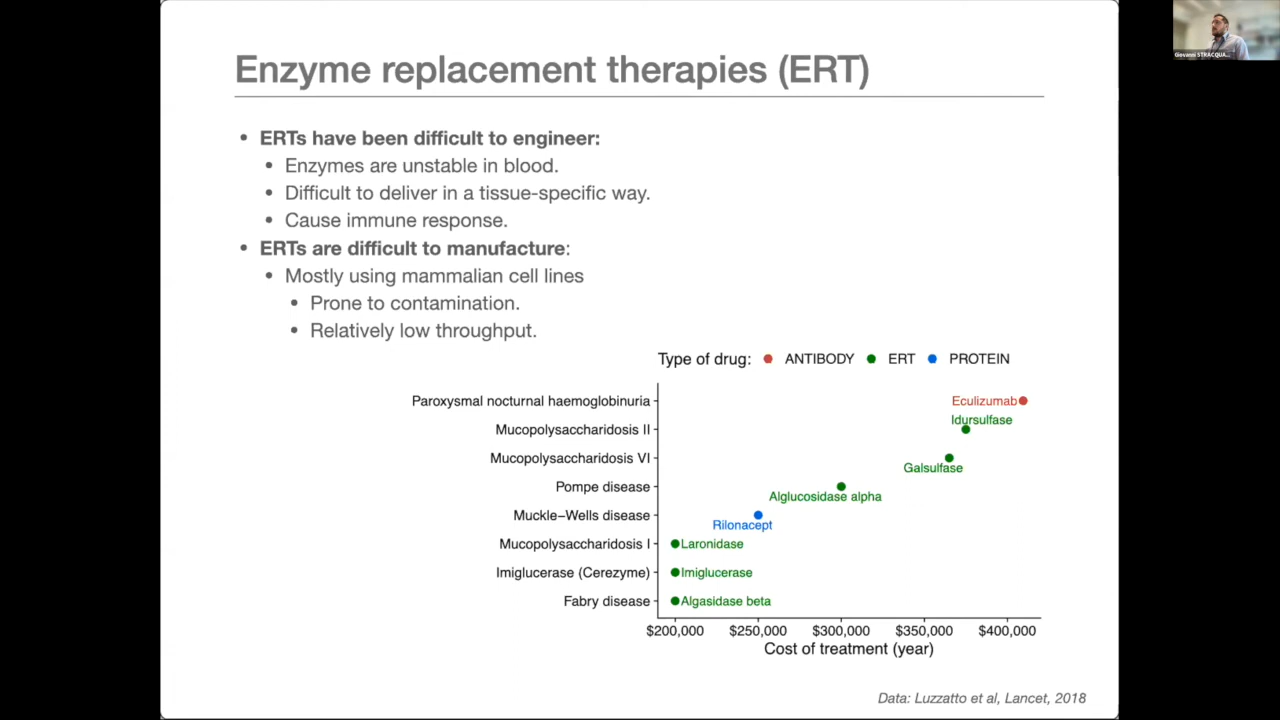 Enzyme replacement therapies (ERT)
• ERTs have been difficult to engineer:
• Enzymes are unstable in blood.
• Difficult to deliver in a tissue-specific way.
• Cause immune response.
• ERTs are difficult to manufacture:
• Mostly using mammalian cell lines
• Prone to contamination.
• Relatively low throughput.
Type of drug: ANTIBODY ERT PROTEIN
Paroxysmal nocturnal haemoglobinuria
Eculizumab
Mucopolysaccharidosis II
Idursulfase
Mucopolysaccharidosis VI
Galsulfase
Pompe disease
Alglucosidase alpha
Muckle–Wells disease
Rilonacept
Mucopolysaccharidosis I
Laronidase
Imiglucerase (Cerezyme)
Imiglucerase
Fabry disease
Algasidase beta
$200,000 $250,000 $300,000 $350,000 $400,000
Cost of treatment (year)
Data: Luzzatto et al, Lancet, 2018
Giovanni STRACQUA...